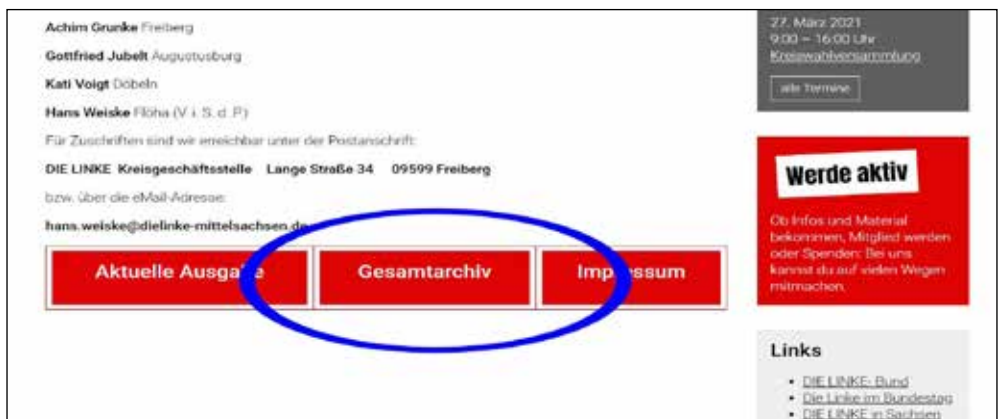 Achim Grunke Freiberg
Gottfried Jubelt Augustusburg
Kati Voigt Döbeln
Hans Weiske Flöha (V. i. S. d. P.)
Für Zuschriften sind wir erreichbar unter der Postanschrift:
DIE LINKE Kreisgeschäftsstelle Lange Straße 34 09599 Freiberg
bzw. über die eMail-Adresse:
hans.weiske@dielinke-mittelsachsen.de
Aktuelle Ausgabe
Gesamtarchiv
Impressum
27. März 2021
9:00 – 16:00 Uhr
Kreiswahlversammlung
alle Termine
Werde aktiv
Ob Infos und Material
bekommen, Mitglied werden
oder Spenden: Bei uns
kannst du auf vielen Wegen
mitmachen.
Links
DIE LINKE- Bund
Die Linke im Bundestag
DIE LINKE in Sachsen